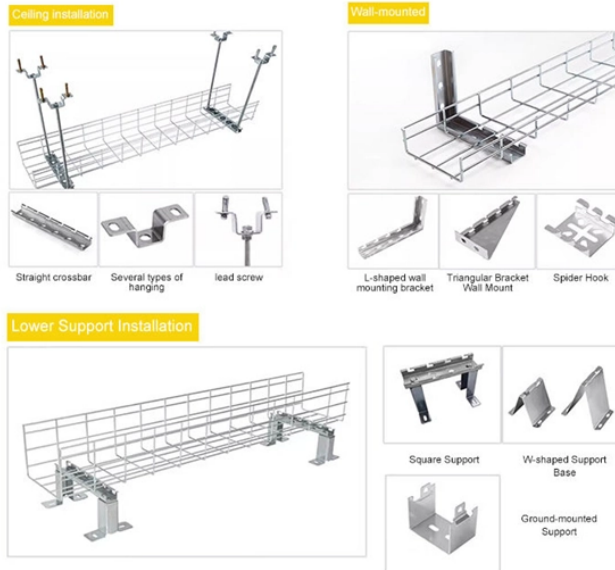 Ceiling installation
Wall-mounted
Straight crossbar
Several types of
hanging
lead screw
L-shaped wall
mounting bracket
Triangular Bracket
Wall Mount
Spider Hook
Lower Support Installation
Square Support
W-shaped Support
Base
Ground-mounted
Support